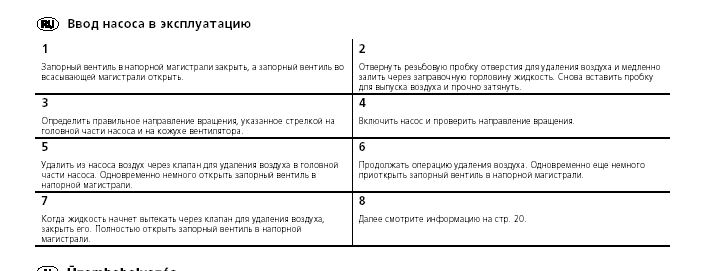 RU Ввод насоса в эксплуатацию
1
Запорный вентиль в напорной магистрали закрыть, а запорный вентиль во
всасывающей магистрали открыть.
2
Отвернуть резьбовую пробку отверстия для удаления воздуха и медленно
залить через заправочную горловину жидкость. Снова вставить пробку
для выпуска воздуха и прочно затянуть.
3
Определить правильное направление вращения, указанное стрелкой на
головной части насоса и на кожухе вентилятора.
4
Включить насос и проверить направление вращения.
5
Удалить из насоса воздух через клапан для удаления воздуха в головной
части насоса. Одновременно немного открыть запорный вентиль в
напорной магистрали.
6
Продолжать операцию удаления воздуха. Одновременно еще немного
приоткрыть запорный вентиль в напорной магистрали.
7
Когда жидкость начнет вытекать через клапан для удаления воздуха,
закрыть его. Полностью открыть запорный вентиль в напорной
магистрали.
8
Далее смотрите информацию на стр. 20.